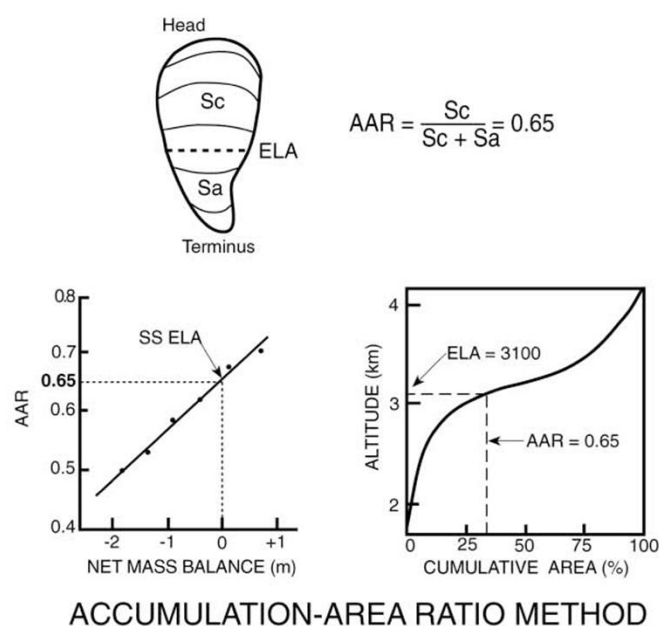 Head
Sc
ELA
Sa
Terminus
AAR = Sc / Sc + Sa = 0.65
0.8
0.7
0.65
0.6
0.5
0.4
AAR
SS ELA
-2 -1 0 +1
NET MASS BALANCE (m)
4
3
2
ALTITUDE (km)
ELA = 3100
AAR = 0.65
0 25 50 75 100
CUMULATIVE AREA (%)
ACCUMULATION-AREA RATIO METHOD